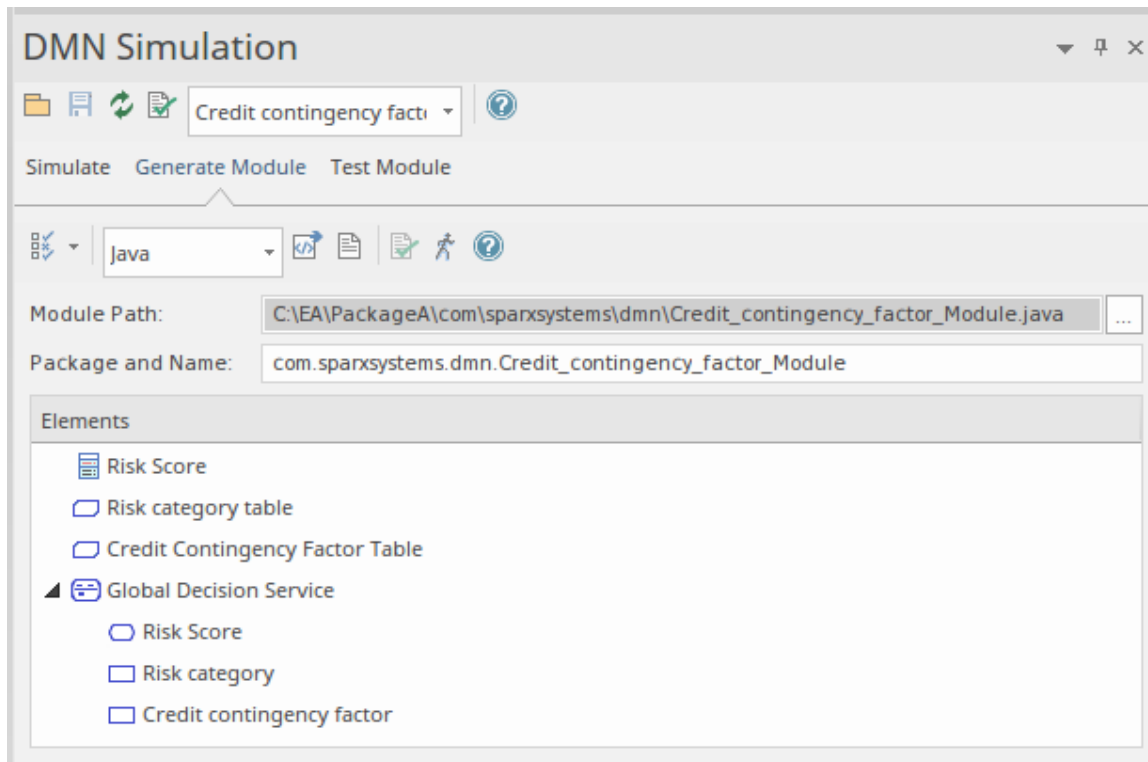 DMN Simulation
Credit contingency facto
Simulate Generate Module Test Module
Java
Module Path: C:\EA\PackageA\com\sparxsystems\dmn\Credit_contingency_factor_Module.java ...
Package and Name: com.sparxsystems.dmn.Credit_contingency_factor_Module
Elements
Risk Score
Risk category table
Credit Contingency Factor Table
Global Decision Service
Risk Score
Risk category
Credit contingency factor